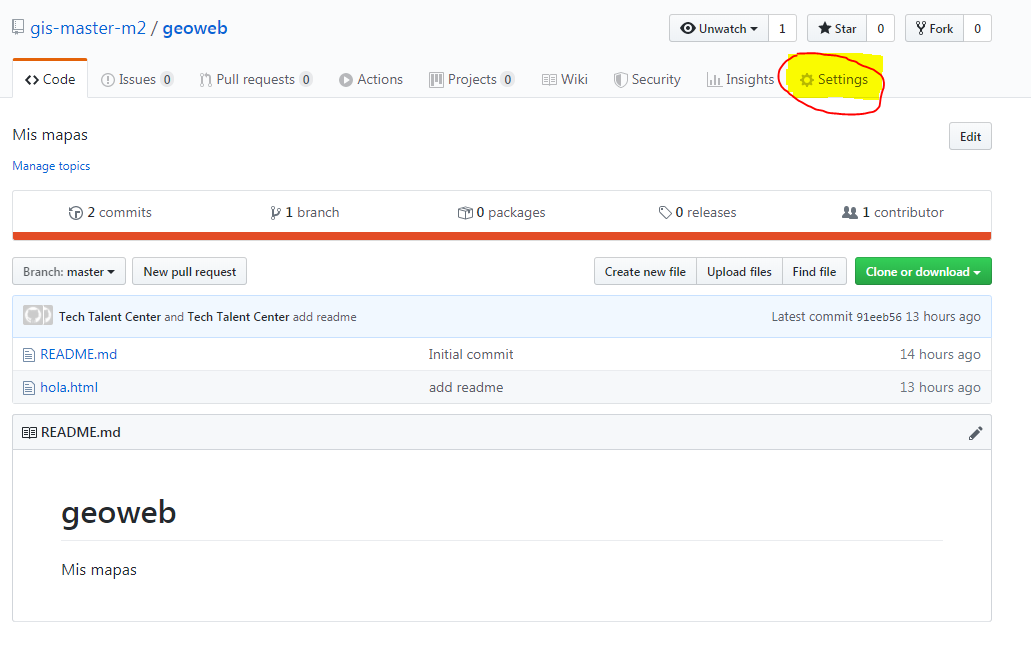 gis-master-m2 / geoweb
Unwatch 1 Star 0 Fork 0
Code Issues 0 Pull requests 0 Actions Projects 0 Wiki Security Insights Settings
Mis mapas
Edit
Manage topics
2 commits 1 branch 0 packages 0 releases 1 contributor
Branch: master New pull request Create new file Upload files Find file Clone or download
Tech Talent Center and Tech Talent Center add readme Latest commit 91eeb56 13 hours ago
README.md Initial commit 14 hours ago
hola.html add readme 13 hours ago
README.md
geoweb
Mis mapas